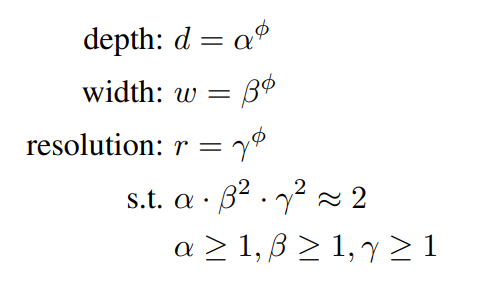 depth: d = α^ϕ
width: w = β^ϕ
resolution: r = γ^ϕ
s.t. α · β² · γ² ≈ 2
α ≥ 1, β ≥ 1, γ ≥ 1